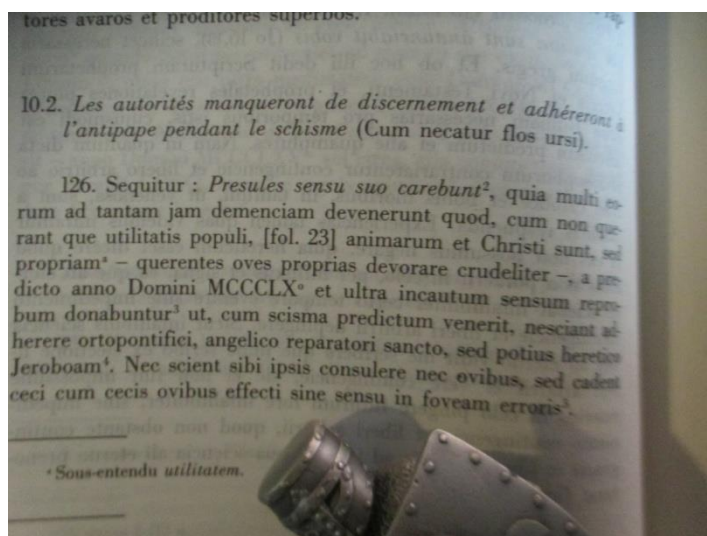 tores avaros et proditores superbos.
10.2. Les autorités manqueront de discernement et adhéreront à
l'antipape pendant le schisme (Cum necatur flos ursi).
126. Sequitur : Presules sensu suo carebunt², quia multi eo-
rum ad tantam jam demenciam devenerunt quod, cum non que-
rant que utilitatis populi, [fol. 23] animarum et Christi sunt, sed
propriamᵃ – querentes oves proprias devorare crudeliter –, a pre-
dicto anno Domini MCCCLXº et ultra incautum sensum repro-
bum donabuntur³ ut, cum scisma predictum venerit, nesciant ad-
herere ortopontifici, angelico reparatori sancto, sed potius heretico
Jeroboam⁴. Nec scient sibi ipsis consulere nec ovibus, sed cadent
ceci cum cecis ovibus effecti sine sensu in foveam erroris⁵.
ᵃ Sous-entendu utilitatem.